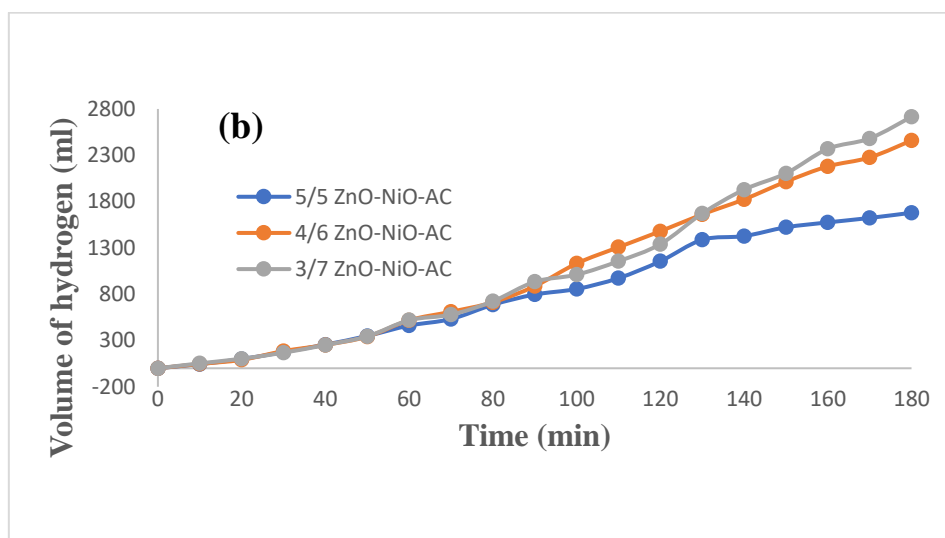 (b)
Volume of hydrogen (ml)
2800
2300
1800
1300
800
300
-200
5/5 ZnO-NiO-AC
4/6 ZnO-NiO-AC
3/7 ZnO-NiO-AC
0 20 40 60 80 100 120 140 160 180
Time (min)